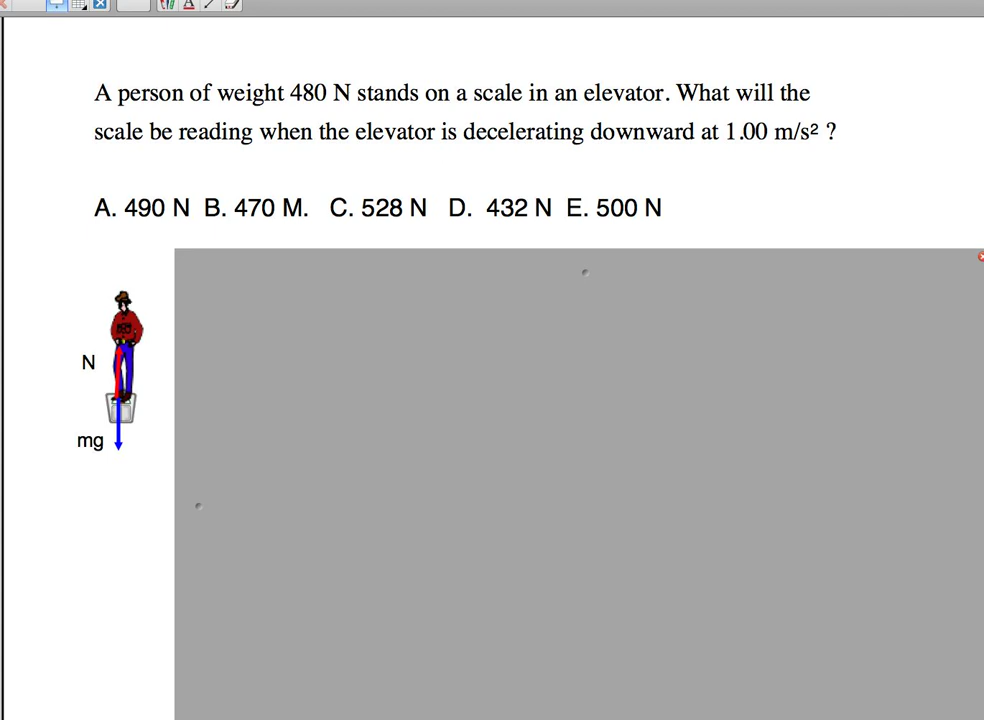 A person of weight 480 N stands on a scale in an elevator. What will the
scale be reading when the elevator is decelerating downward at 1.00 m/s² ?
A. 490 N B. 470 M. C. 528 N D. 432 N E. 500 N
N
mg